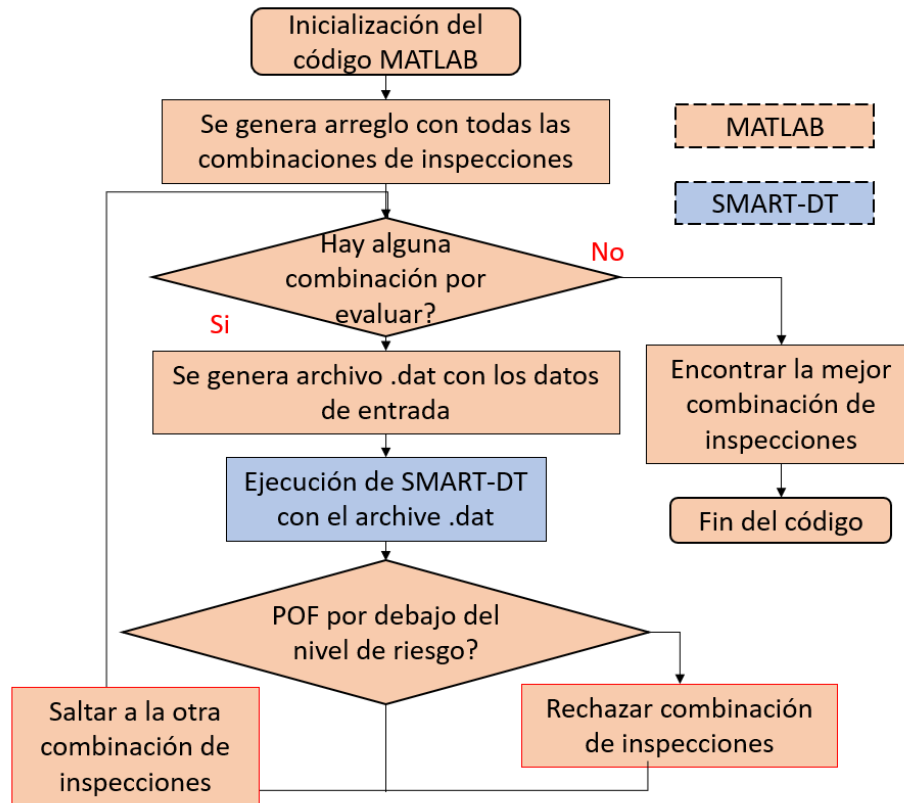 Inicialización del
código MATLAB
Se genera arreglo con todas las
combinaciones de inspecciones
MATLAB
SMART-DT
Hay alguna
combinación por
evaluar?
No
Si
Se genera archivo .dat con los datos
de entrada
Encontrar la mejor
combinación de
inspecciones
Ejecución de SMART-DT
con el archive .dat
Fin del código
POF por debajo del
nivel de riesgo?
Saltar a la otra
combinación de
inspecciones
Rechazar combinación
de inspecciones